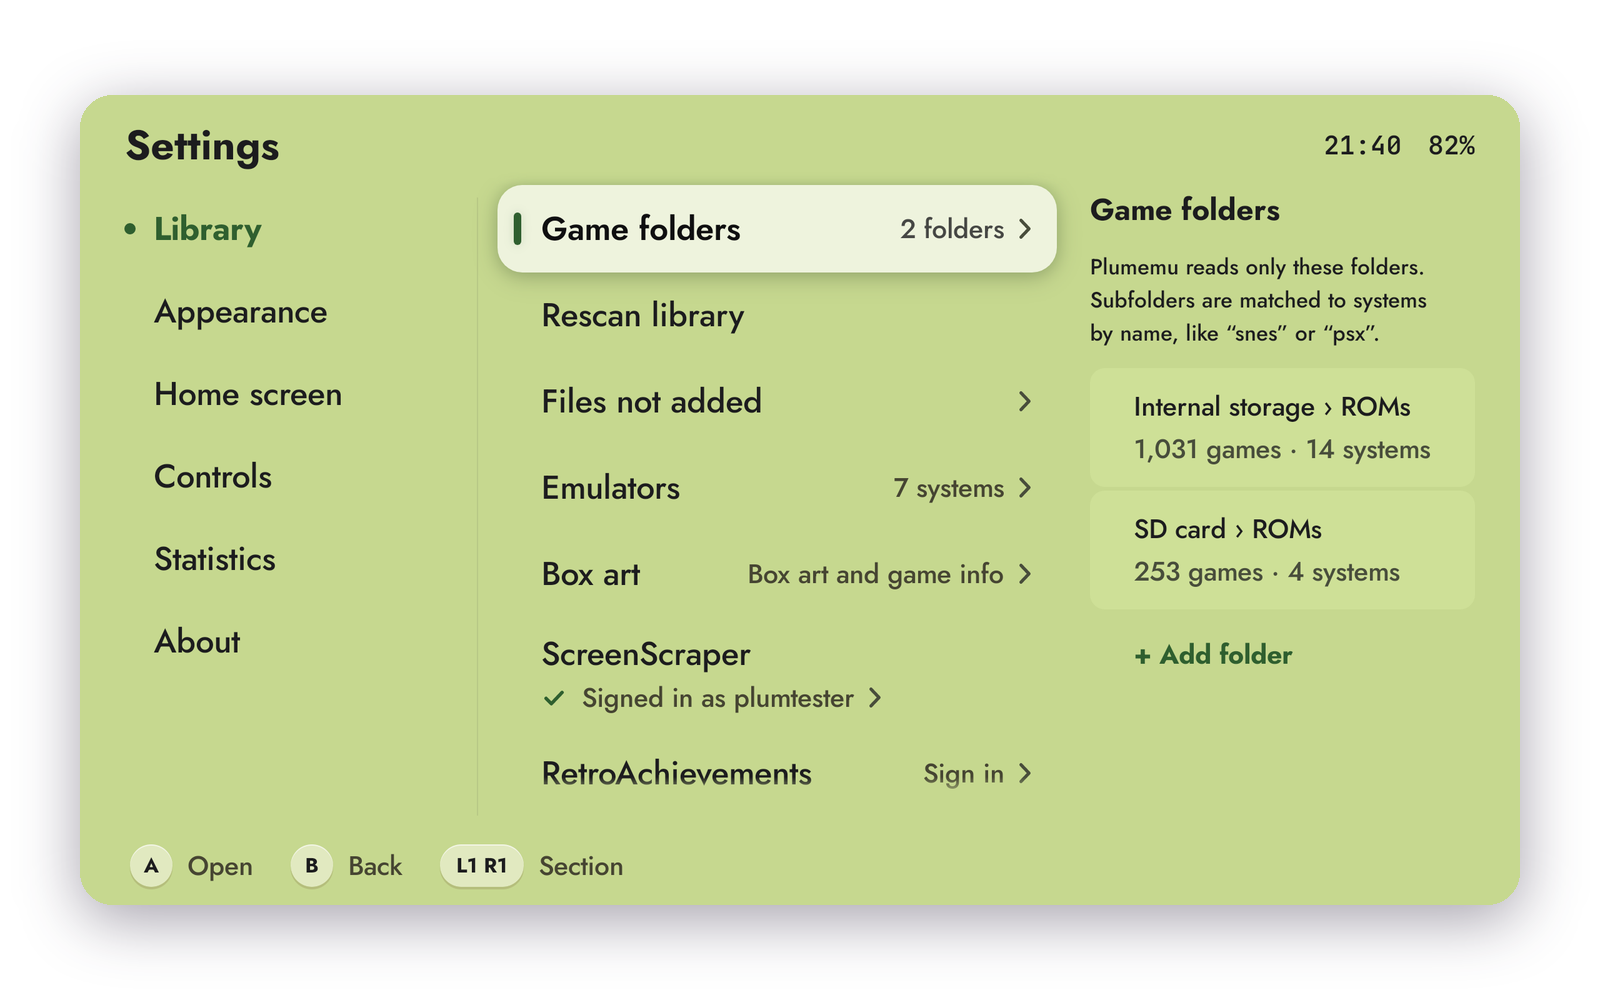 Settings
21:40 82%
Library
Appearance
Home screen
Controls
Statistics
About
Game folders 2 folders
Rescan library
Files not added
Emulators 7 systems
Box art Box art and game info
ScreenScraper
Signed in as plumtester
RetroAchievements Sign in
Game folders
Plumemu reads only these folders.
Subfolders are matched to systems
by name, like “snes” or “psx”.
Internal storage › ROMs
1,031 games · 14 systems
SD card › ROMs
253 games · 4 systems
+ Add folder
A Open B Back L1 R1 Section